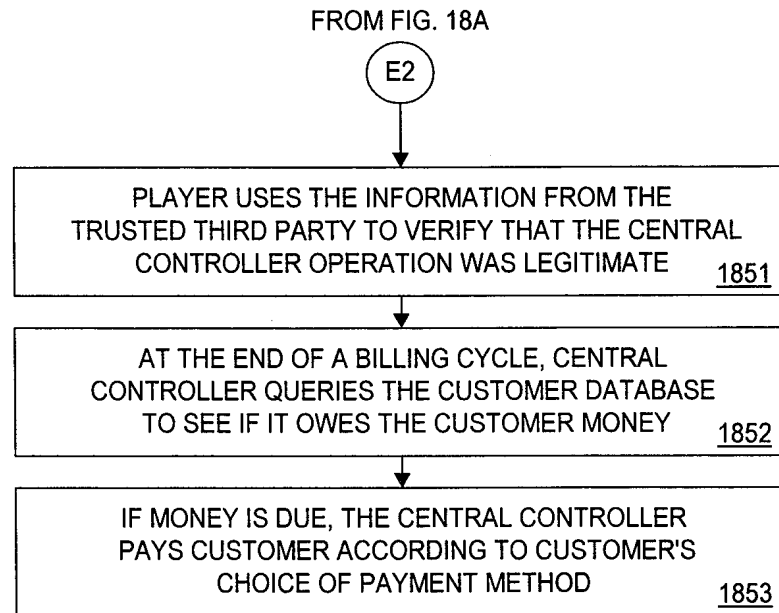 FROM FIG. 18A
E2
PLAYER USES THE INFORMATION FROM THE
TRUSTED THIRD PARTY TO VERIFY THAT THE CENTRAL
CONTROLLER OPERATION WAS LEGITIMATE
1851
AT THE END OF A BILLING CYCLE, CENTRAL
CONTROLLER QUERIES THE CUSTOMER DATABASE
TO SEE IF IT OWES THE CUSTOMER MONEY
1852
IF MONEY IS DUE, THE CENTRAL CONTROLLER
PAYS CUSTOMER ACCORDING TO CUSTOMER'S
CHOICE OF PAYMENT METHOD
1853